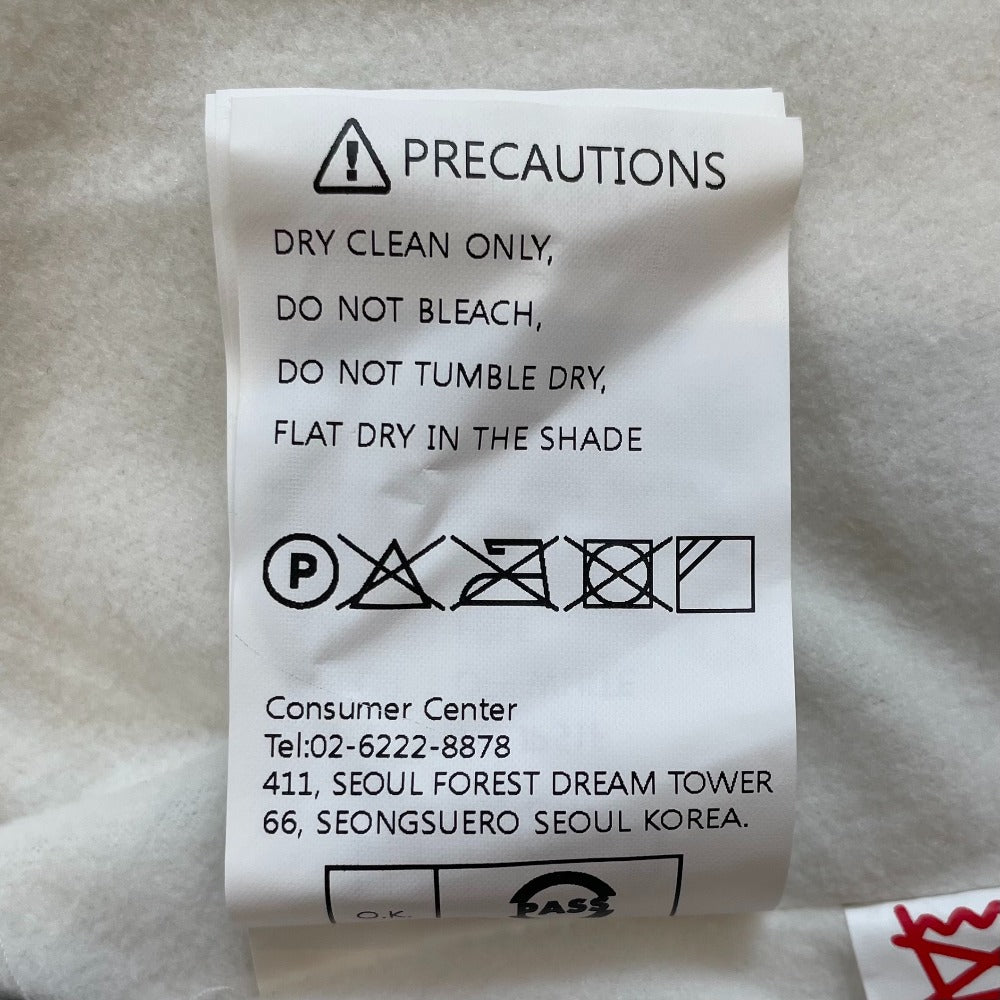 PRECAUTIONS
DRY CLEAN ONLY,
DO NOT BLEACH,
DO NOT TUMBLE DRY,
FLAT DRY IN THE SHADE
P
Consumer Center
Tel:02-6222-8878
411, SEOUL FOREST DREAM TOWER
66, SEONGSUERO SEOUL KOREA.
O.K. PASS